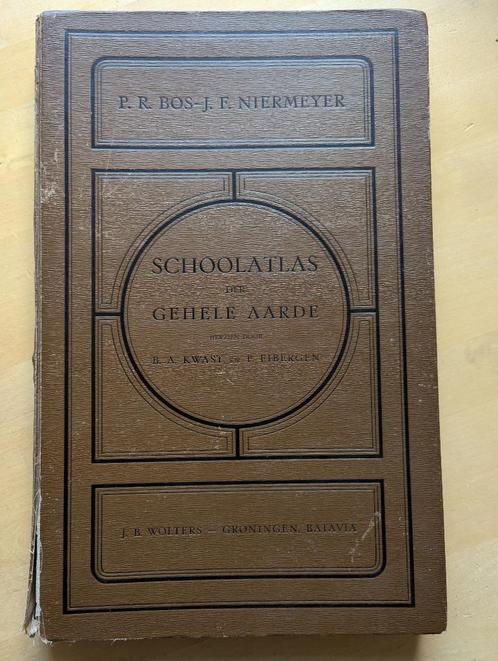 P. R. BOS–J. F. NIERMEYER
SCHOOLATLAS
DER
GEHELE AARDE
HERZIEN DOOR
B. A. KWAST EN P. EIBERGEN
J. B. WOLTERS — GRONINGEN, BATAVIA